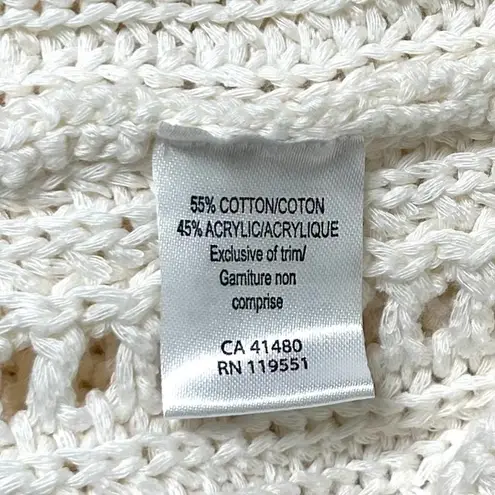 55% COTTON/COTON
45% ACRYLIC/ACRYLIQUE
Exclusive of trim/
Garniture non
comprise
CA 41480
RN 119551